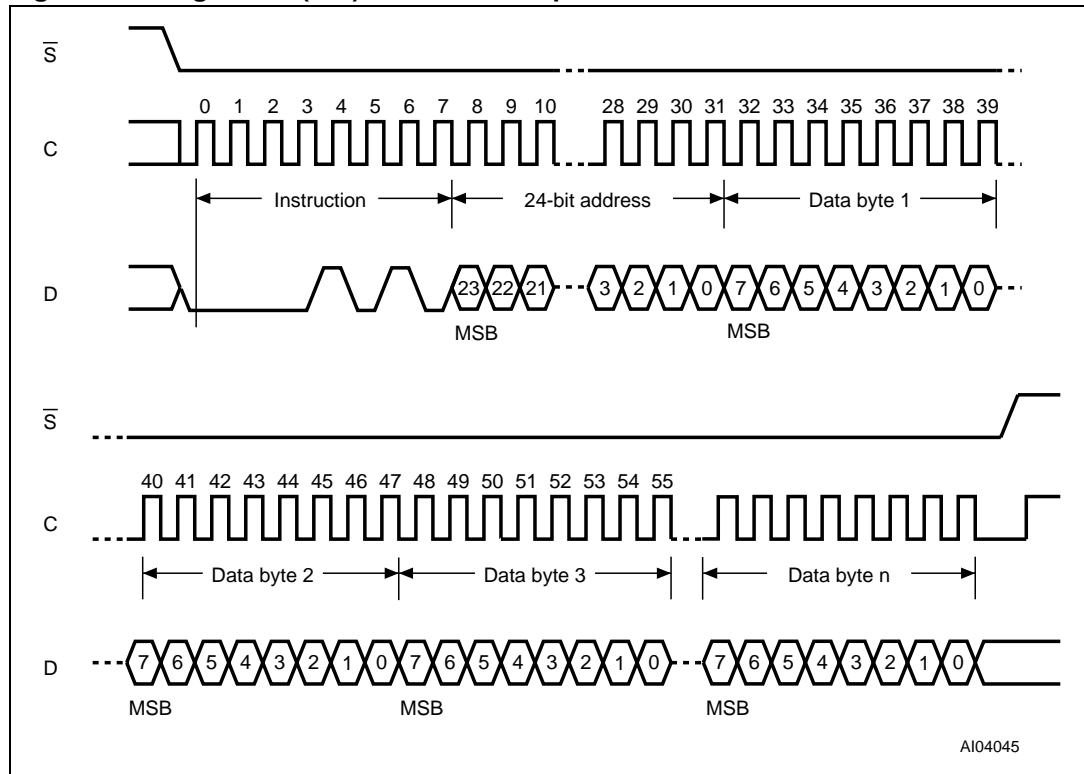 S
0 1 2 3 4 5 6 7 8 9 10 28 29 30 31 32 33 34 35 36 37 38 39
C
Instruction 24-bit address Data byte 1
D 23 22 21 3 2 1 0 7 6 5 4 3 2 1 0
MSB MSB
S
40 41 42 43 44 45 46 47 48 49 50 51 52 53 54 55
C
Data byte 2 Data byte 3 Data byte n
D 7 6 5 4 3 2 1 0 7 6 5 4 3 2 1 0 7 6 5 4 3 2 1 0
MSB MSB MSB
AI04045